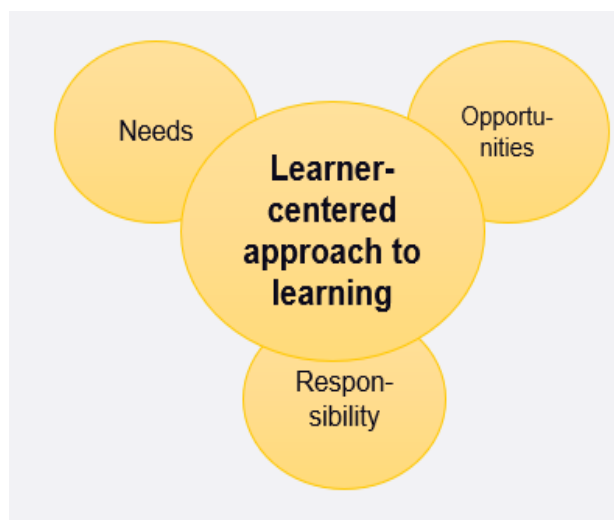 Needs
Opportu-
nities
Learner-
centered
approach to
learning
Respon-
sibility